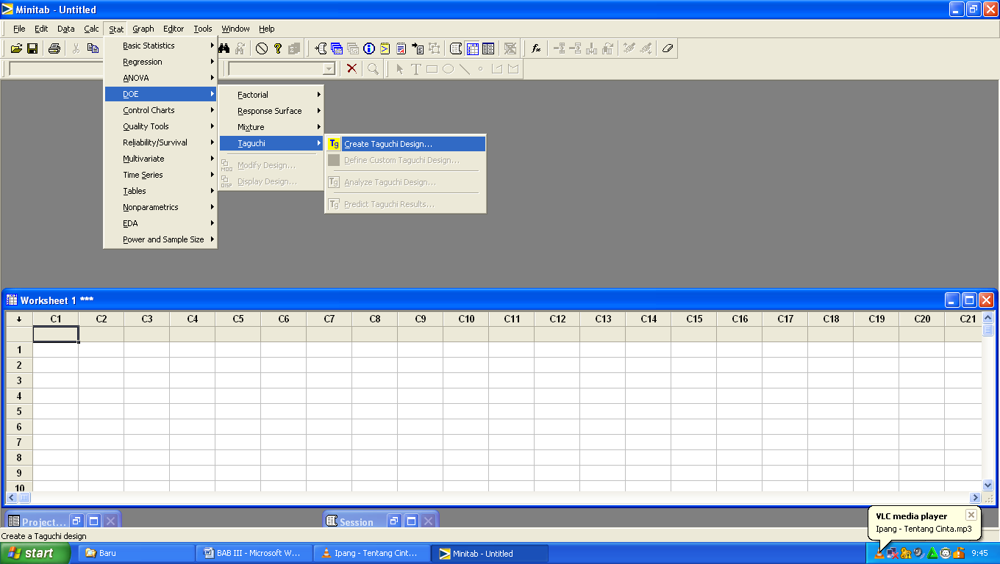 Minitab - Untitled
File Edit Data Calc Stat Graph Editor Tools Window Help
Basic Statistics
Regression
ANOVA
DOE
Control Charts
Quality Tools
Reliability/Survival
Multivariate
Time Series
Tables
Nonparametrics
EDA
Power and Sample Size
Factorial
Response Surface
Mixture
Taguchi
Modify Design...
Display Design...
Create Taguchi Design...
Define Custom Taguchi Design...
Analyze Taguchi Design...
Predict Taguchi Results...
Worksheet 1 ***
C1 C2 C3 C4 C5 C6 C7 C8 C9 C10 C11 C12 C13 C14 C15 C16 C17 C18 C19 C20 C21
1
2
3
4
5
6
7
8
9
10
Project... Session
VLC media player
Ipang - Tentang Cinta.mp3
Create a Taguchi design
start Baru BAB III - Microsoft W... Ipang - Tentang Cint... Minitab - Untitled 9:45